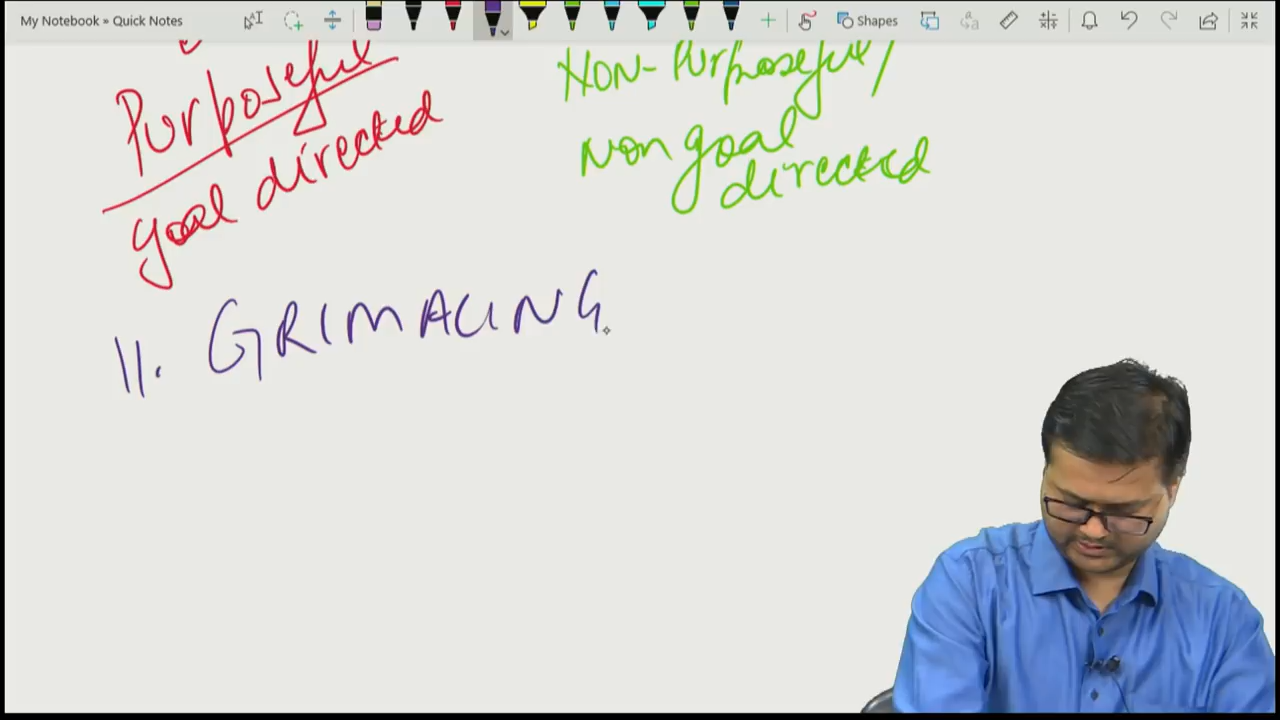 My Notebook » Quick Notes
Shapes
Purposeful
goal directed
Non-Purposeful/
non goal
directed
11. GRIMACING